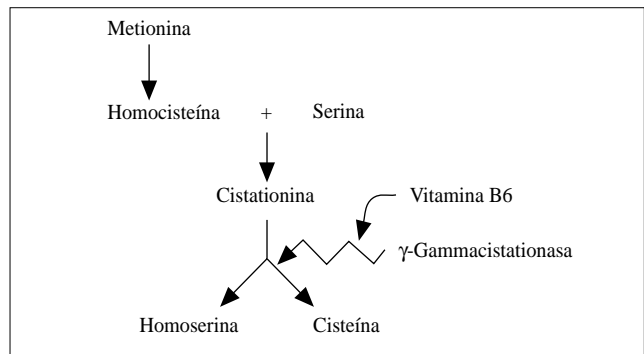 Metionina
Homocisteína + Serina
Cistationina Vitamina B6
γ-Gammacistationasa
Homoserina Cisteína